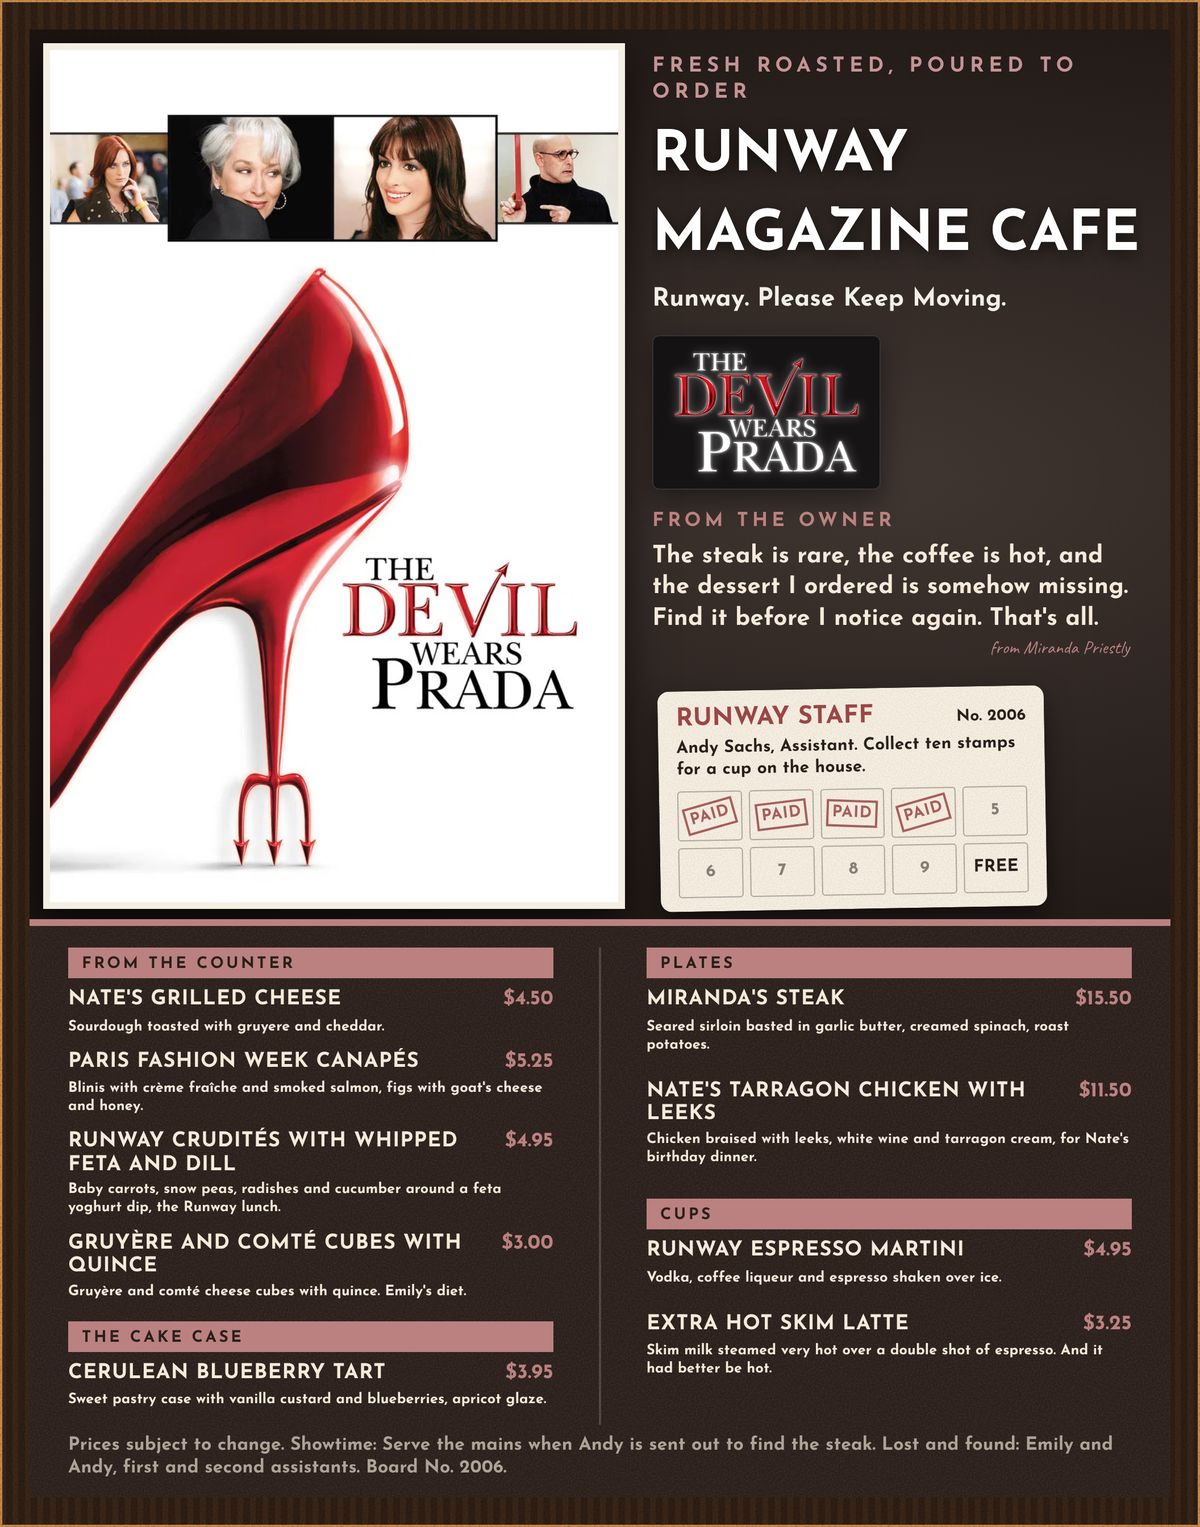 THE
DEVIL
WEARS
PRADA
FRESH ROASTED, POURED TO
ORDER
RUNWAY
MAGAZINE CAFE
Runway. Please Keep Moving.
THE
DEVIL
WEARS
PRADA
FROM THE OWNER
The steak is rare, the coffee is hot, and
the dessert I ordered is somehow missing.
Find it before I notice again. That's all.
from Miranda Priestly
RUNWAY STAFF No. 2006
Andy Sachs, Assistant. Collect ten stamps
for a cup on the house.
PAID PAID PAID PAID 5
6 7 8 9 FREE
FROM THE COUNTER
NATE'S GRILLED CHEESE $4.50
Sourdough toasted with gruyere and cheddar.
PARIS FASHION WEEK CANAPÉS $5.25
Blinis with crème fraîche and smoked salmon, figs with goat's cheese
and honey.
RUNWAY CRUDITÉS WITH WHIPPED $4.95
FETA AND DILL
Baby carrots, snow peas, radishes and cucumber around a feta
yoghurt dip, the Runway lunch.
GRUYÈRE AND COMTÉ CUBES WITH $3.00
QUINCE
Gruyère and comté cheese cubes with quince. Emily's diet.
THE CAKE CASE
CERULEAN BLUEBERRY TART $3.95
Sweet pastry case with vanilla custard and blueberries, apricot glaze.
PLATES
MIRANDA'S STEAK $15.50
Seared sirloin basted in garlic butter, creamed spinach, roast
potatoes.
NATE'S TARRAGON CHICKEN WITH $11.50
LEEKS
Chicken braised with leeks, white wine and tarragon cream, for Nate's
birthday dinner.
CUPS
RUNWAY ESPRESSO MARTINI $4.95
Vodka, coffee liqueur and espresso shaken over ice.
EXTRA HOT SKIM LATTE $3.25
Skim milk steamed very hot over a double shot of espresso. And it
had better be hot.
Prices subject to change. Showtime: Serve the mains when Andy is sent out to find the steak. Lost and found: Emily and
Andy, first and second assistants. Board No. 2006.